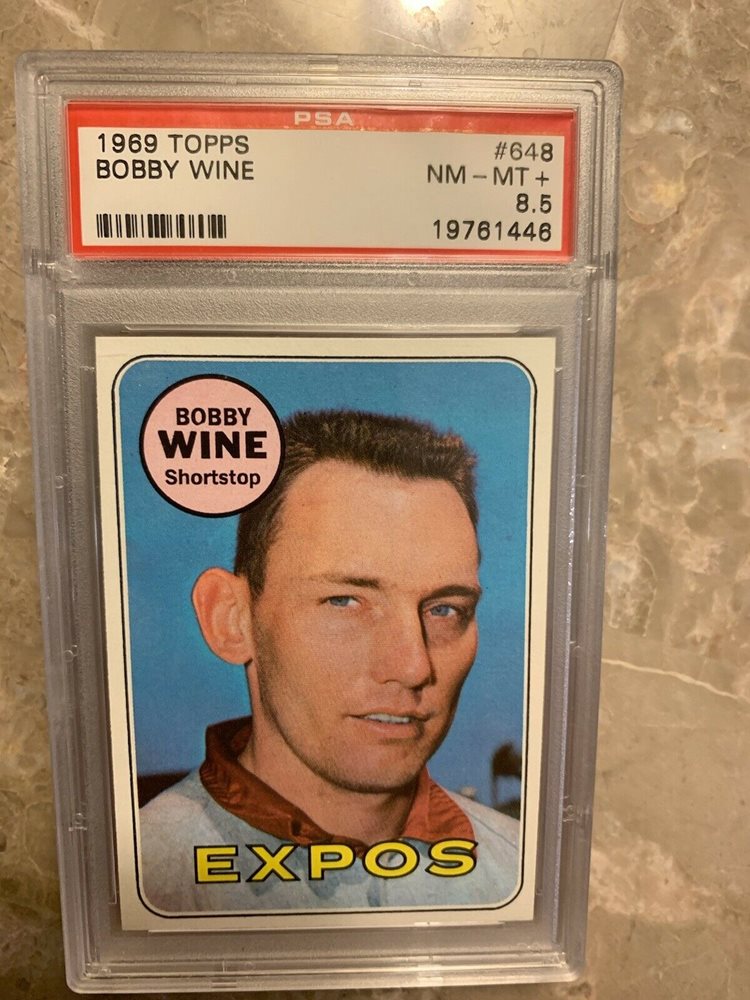 PSA
1969 TOPPS #648
BOBBY WINE NM-MT+
8.5
19761446
BOBBY
WINE
Shortstop
EXPOS